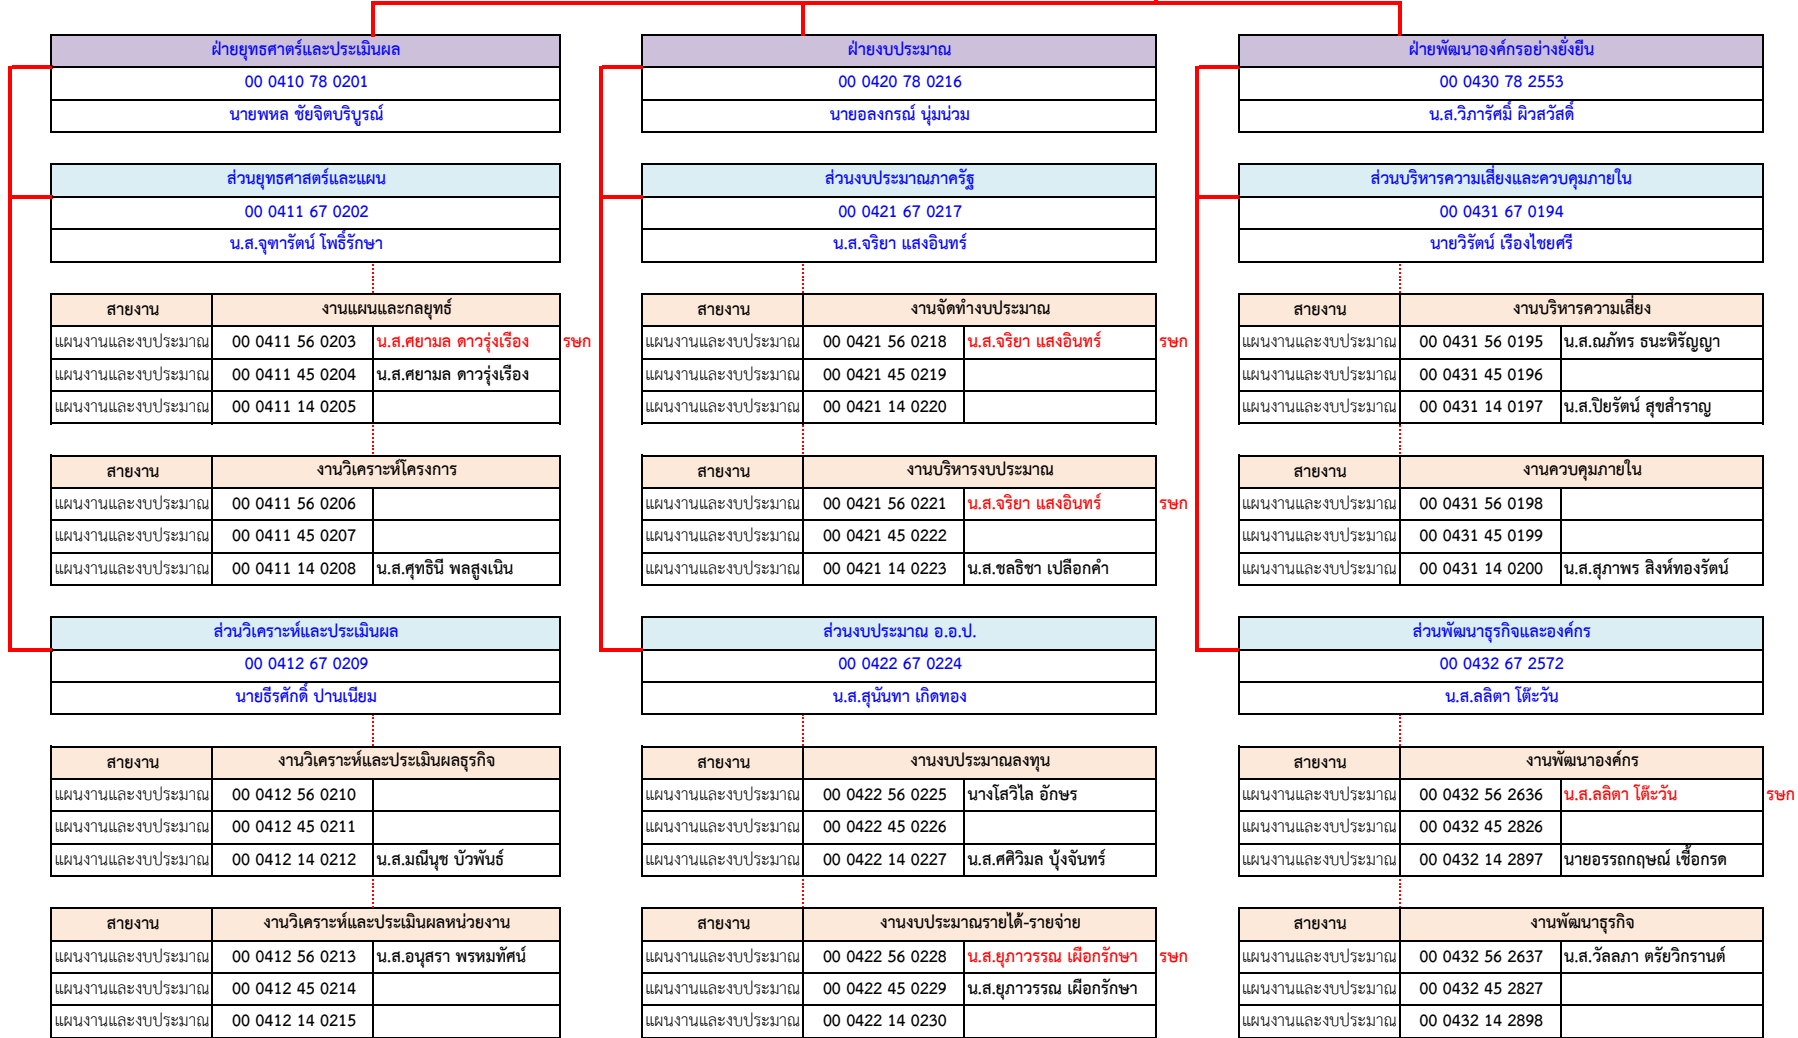 ฝ่ายยุทธศาตร์และประเมินผล
00 0410 78 0201
นายพหล ชัยจิตบริบูรณ์
ส่วนยุทธศาสตร์และแผน
00 0411 67 0202
น.ส.จุฑารัตน์ โพธิ์รักษา
สายงาน งานแผนและกลยุทธ์
แผนงานและงบประมาณ 00 0411 56 0203 น.ส.ศยามล ดาวรุ่งเรือง รษก
แผนงานและงบประมาณ 00 0411 45 0204 น.ส.ศยามล ดาวรุ่งเรือง
แผนงานและงบประมาณ 00 0411 14 0205
สายงาน งานวิเคราะห์โครงการ
แผนงานและงบประมาณ 00 0411 56 0206
แผนงานและงบประมาณ 00 0411 45 0207
แผนงานและงบประมาณ 00 0411 14 0208 น.ส.ศุทธินี พลสูงเนิน
ส่วนวิเคราะห์และประเมินผล
00 0412 67 0209
นายธีรศักดิ์ ปานเนียม
สายงาน งานวิเคราะห์และประเมินผลธุรกิจ
แผนงานและงบประมาณ 00 0412 56 0210
แผนงานและงบประมาณ 00 0412 45 0211
แผนงานและงบประมาณ 00 0412 14 0212 น.ส.มณีนุช บัวพันธ์
สายงาน งานวิเคราะห์และประเมินผลหน่วยงาน
แผนงานและงบประมาณ 00 0412 56 0213 น.ส.อนุสรา พรหมทัศน์
แผนงานและงบประมาณ 00 0412 45 0214
แผนงานและงบประมาณ 00 0412 14 0215
ฝ่ายงบประมาณ
00 0420 78 0216
นายอลงกรณ์ นุ่มน่วม
ส่วนงบประมาณภาครัฐ
00 0421 67 0217
น.ส.จริยา แสงอินทร์
สายงาน งานจัดทำงบประมาณ
แผนงานและงบประมาณ 00 0421 56 0218 น.ส.จริยา แสงอินทร์ รษก
แผนงานและงบประมาณ 00 0421 45 0219
แผนงานและงบประมาณ 00 0421 14 0220
สายงาน งานบริหารงบประมาณ
แผนงานและงบประมาณ 00 0421 56 0221 น.ส.จริยา แสงอินทร์ รษก
แผนงานและงบประมาณ 00 0421 45 0222
แผนงานและงบประมาณ 00 0421 14 0223 น.ส.ชลธิชา เปลือกคำ
ส่วนงบประมาณ อ.อ.ป.
00 0422 67 0224
น.ส.สุนันทา เกิดทอง
สายงาน งานงบประมาณลงทุน
แผนงานและงบประมาณ 00 0422 56 0225 นางโสวิไล อักษร
แผนงานและงบประมาณ 00 0422 45 0226
แผนงานและงบประมาณ 00 0422 14 0227 น.ส.ศศิวิมล บุ้งจันทร์
สายงาน งานงบประมาณรายได้-รายจ่าย
แผนงานและงบประมาณ 00 0422 56 0228 น.ส.ยุภาวรรณ เผือกรักษา รษก
แผนงานและงบประมาณ 00 0422 45 0229 น.ส.ยุภาวรรณ เผือกรักษา
แผนงานและงบประมาณ 00 0422 14 0230
ฝ่ายพัฒนาองค์กรอย่างยั่งยืน
00 0430 78 2553
น.ส.วิภารัศมิ์ ผิวสวัสดิ์
ส่วนบริหารความเสี่ยงและควบคุมภายใน
00 0431 67 0194
นายวิรัตน์ เรืองไชยศรี
สายงาน งานบริหารความเสี่ยง
แผนงานและงบประมาณ 00 0431 56 0195 น.ส.ณภัทร ธนะหิรัญญา
แผนงานและงบประมาณ 00 0431 45 0196
แผนงานและงบประมาณ 00 0431 14 0197 น.ส.ปิยรัตน์ สุขสำราญ
สายงาน งานควบคุมภายใน
แผนงานและงบประมาณ 00 0431 56 0198
แผนงานและงบประมาณ 00 0431 45 0199
แผนงานและงบประมาณ 00 0431 14 0200 น.ส.สุภาพร สิงห์ทองรัตน์
ส่วนพัฒนาธุรกิจและองค์กร
00 0432 67 2572
น.ส.ลลิตา โต๊ะวัน
สายงาน งานพัฒนาองค์กร
แผนงานและงบประมาณ 00 0432 56 2636 น.ส.ลลิตา โต๊ะวัน รษก
แผนงานและงบประมาณ 00 0432 45 2826
แผนงานและงบประมาณ 00 0432 14 2897 นายอรรถกฤษณ์ เชื้อกรด
สายงาน งานพัฒนาธุรกิจ
แผนงานและงบประมาณ 00 0432 56 2637 น.ส.วัลลภา ตรัยวิกรานต์
แผนงานและงบประมาณ 00 0432 45 2827
แผนงานและงบประมาณ 00 0432 14 2898